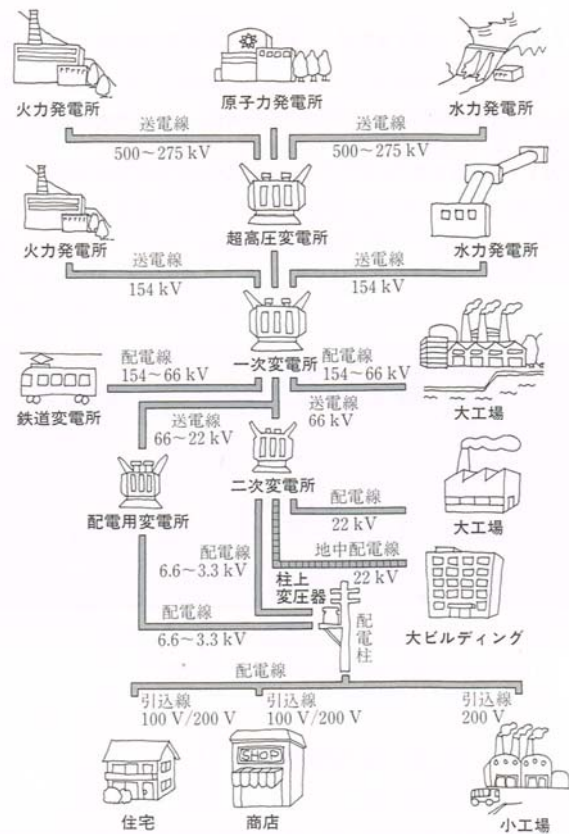 火力発電所
原子力発電所
水力発電所
送電線
500～275 kV
送電線
500～275 kV
火力発電所
超高圧変電所
水力発電所
送電線
154 kV
送電線
154 kV
一次変電所
配電線
154～66 kV
配電線
154～66 kV
鉄道変電所
大工場
送電線
66～22 kV
送電線
66 kV
配電用変電所
二次変電所
配電線
22 kV
大工場
配電線
6.6～3.3 kV
地中配電線
22 kV
柱上
変圧器
配電柱
大ビルディング
配電線
6.6～3.3 kV
配電線
引込線
100 V/200 V
引込線
100 V/200 V
引込線
200 V
SHOP
住宅
商店
小工場